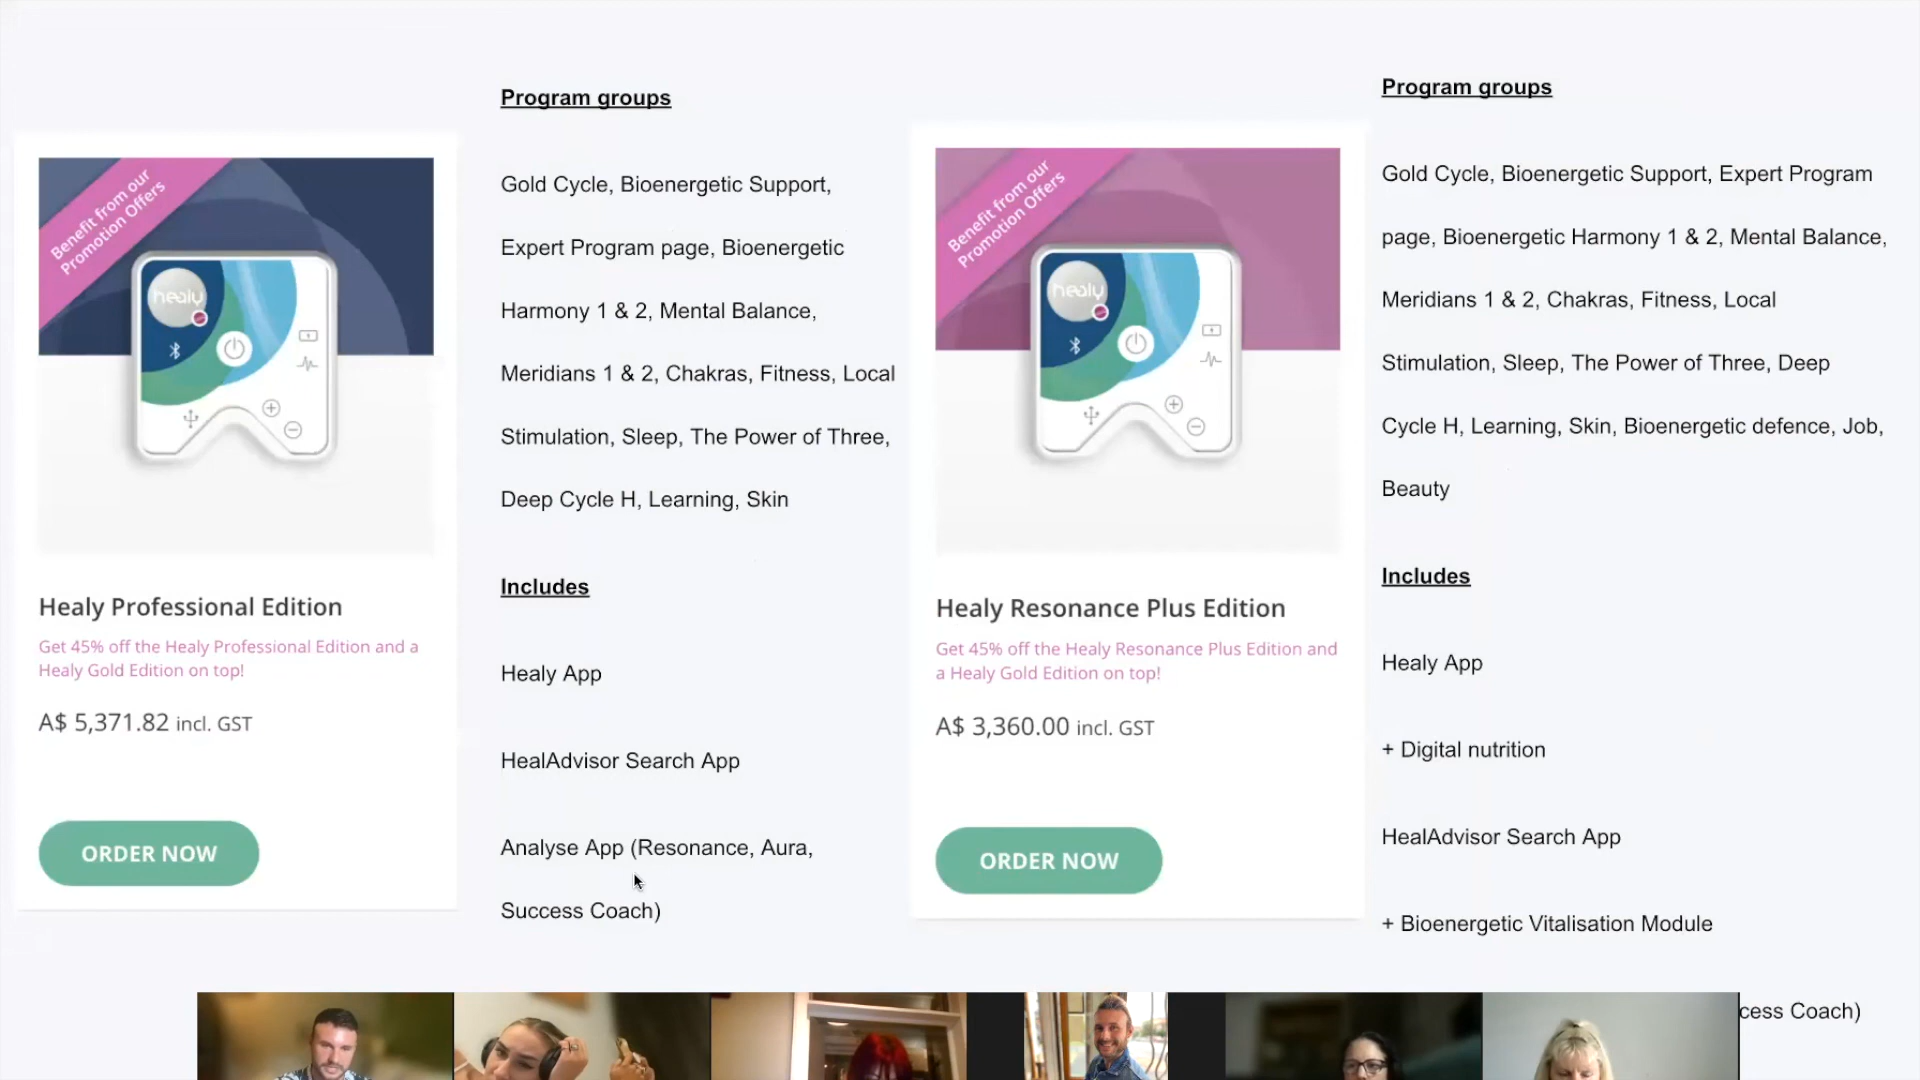 Benefit from our
Promotion Offers
healy
Healy Professional Edition
Get 45% off the Healy Professional Edition and a
Healy Gold Edition on top!
A$ 5,371.82 incl. GST
ORDER NOW
Program groups
Gold Cycle, Bioenergetic Support,
Expert Program page, Bioenergetic
Harmony 1 & 2, Mental Balance,
Meridians 1 & 2, Chakras, Fitness, Local
Stimulation, Sleep, The Power of Three,
Deep Cycle H, Learning, Skin
Includes
Healy App
HealAdvisor Search App
Analyse App (Resonance, Aura,
Success Coach)
Benefit from our
Promotion Offers
healy
Healy Resonance Plus Edition
Get 45% off the Healy Resonance Plus Edition and
a Healy Gold Edition on top!
A$ 3,360.00 incl. GST
ORDER NOW
Program groups
Gold Cycle, Bioenergetic Support, Expert Program
page, Bioenergetic Harmony 1 & 2, Mental Balance,
Meridians 1 & 2, Chakras, Fitness, Local
Stimulation, Sleep, The Power of Three, Deep
Cycle H, Learning, Skin, Bioenergetic defence, Job,
Beauty
Includes
Healy App
+ Digital nutrition
HealAdvisor Search App
+ Bioenergetic Vitalisation Module
cess Coach)